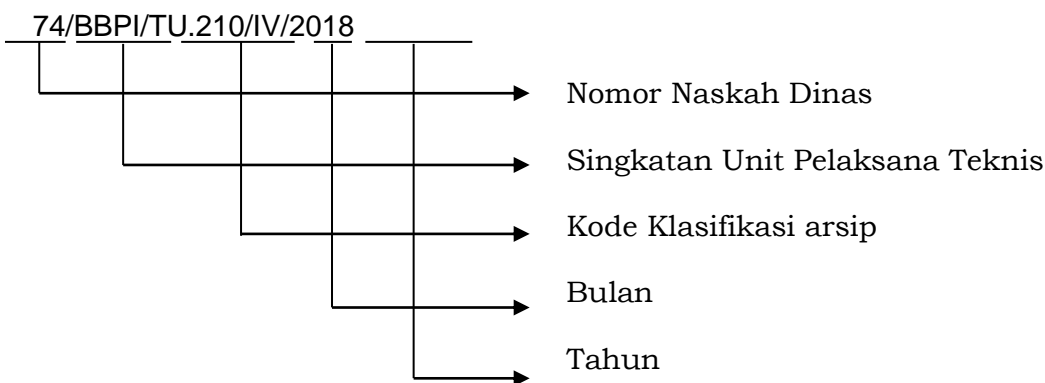 74/BBPI/TU.210/IV/2018
Nomor Naskah Dinas
Singkatan Unit Pelaksana Teknis
Kode Klasifikasi arsip
Bulan
Tahun